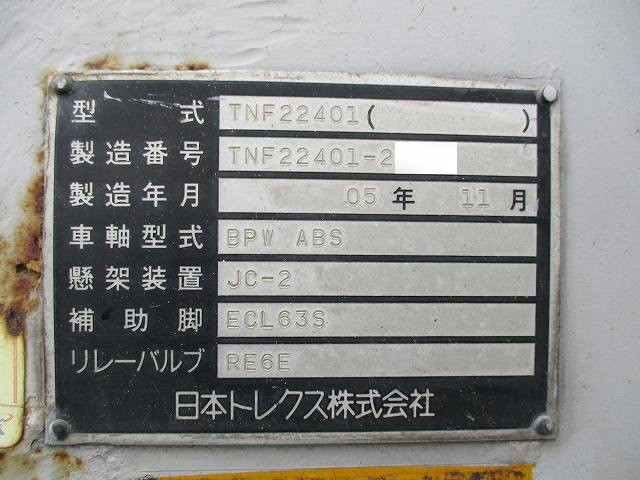 型 式 TNF22401( )
製造番号 TNF22401-2
製造年月 05 年 11 月
車軸型式 BPW ABS
懸架装置 JC-2
補助脚 ECL63S
リレーバルブ RE6E
日本トレクス株式会社